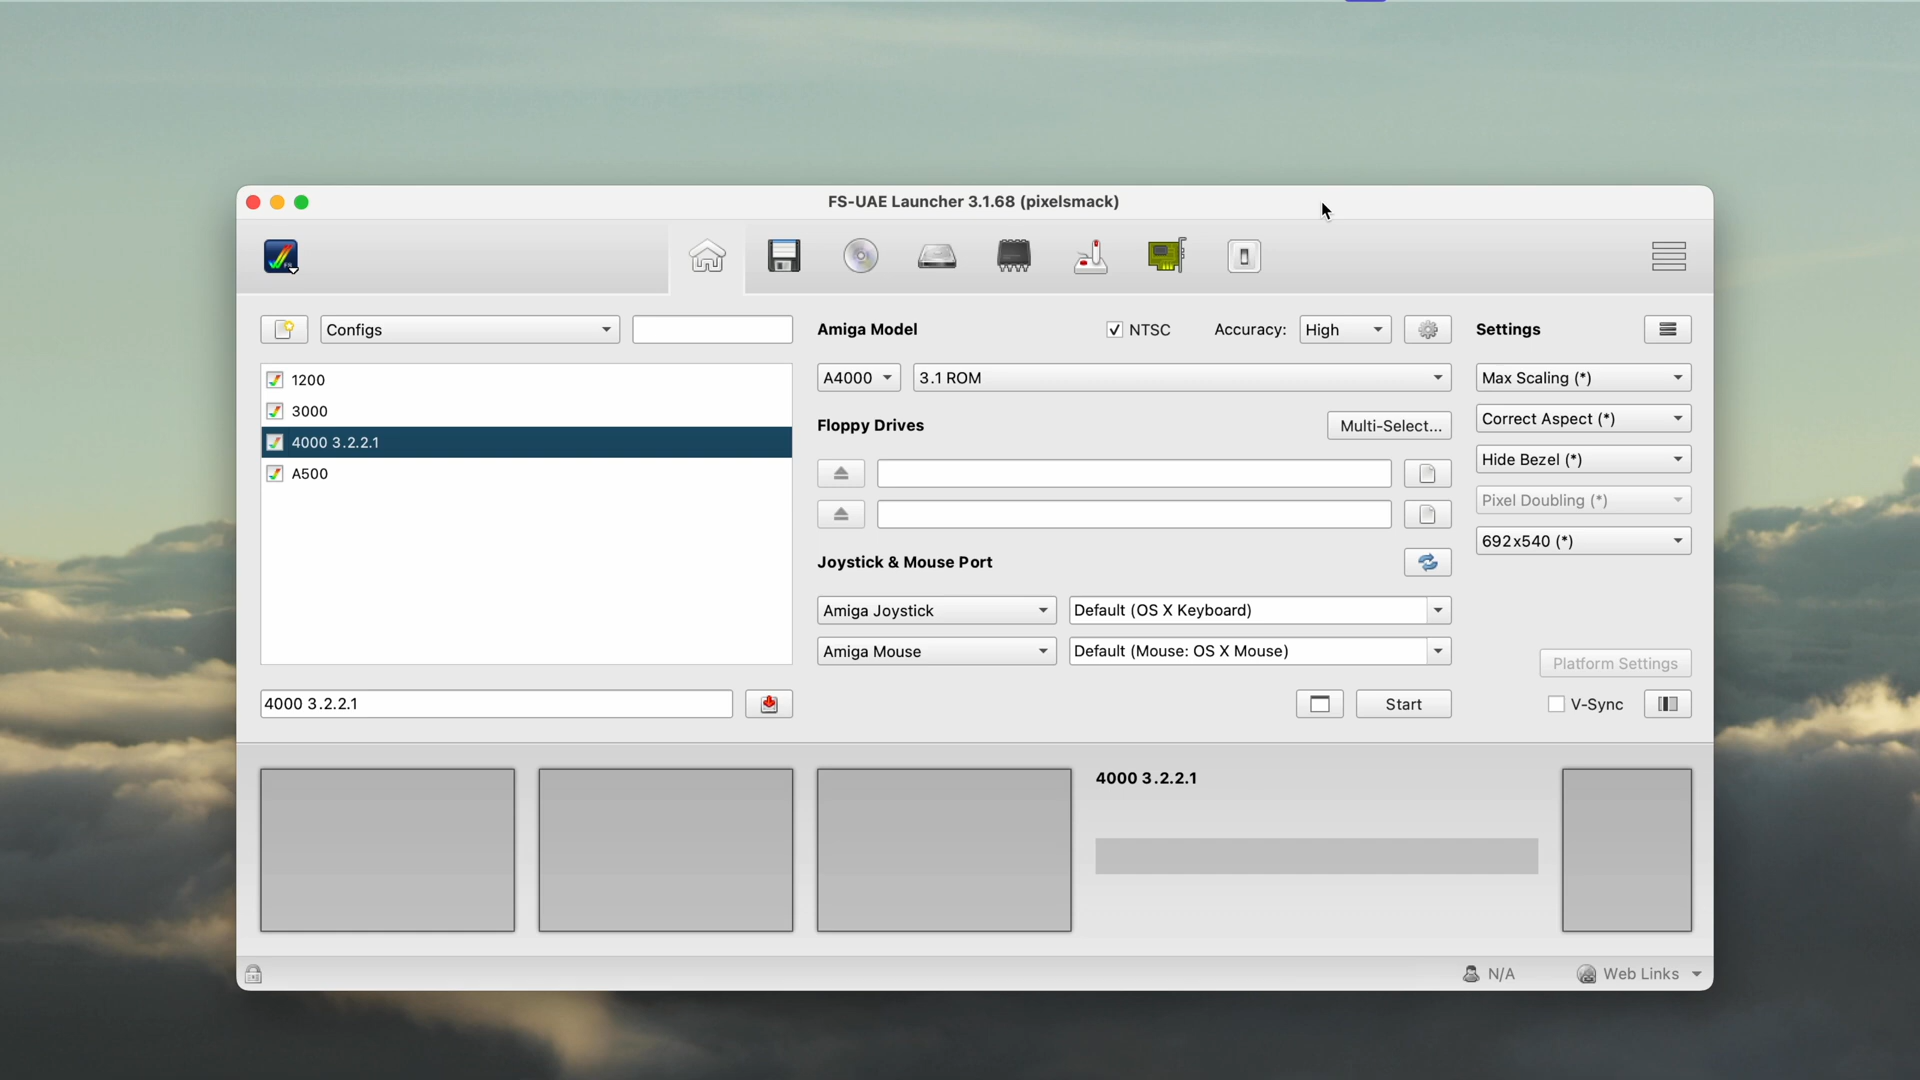 FS-UAE Launcher 3.1.68 (pixelsmack)
Configs
1200
3000
4000 3.2.2.1
A500
4000 3.2.2.1
Amiga Model
NTSC
Accuracy:
High
A4000
3.1 ROM
Floppy Drives
Multi-Select...
Joystick & Mouse Port
Amiga Joystick
Default (OS X Keyboard)
Amiga Mouse
Default (Mouse: OS X Mouse)
Start
Settings
Max Scaling (*)
Correct Aspect (*)
Hide Bezel (*)
Pixel Doubling (*)
692x540 (*)
Platform Settings
V-Sync
4000 3.2.2.1
N/A
Web Links